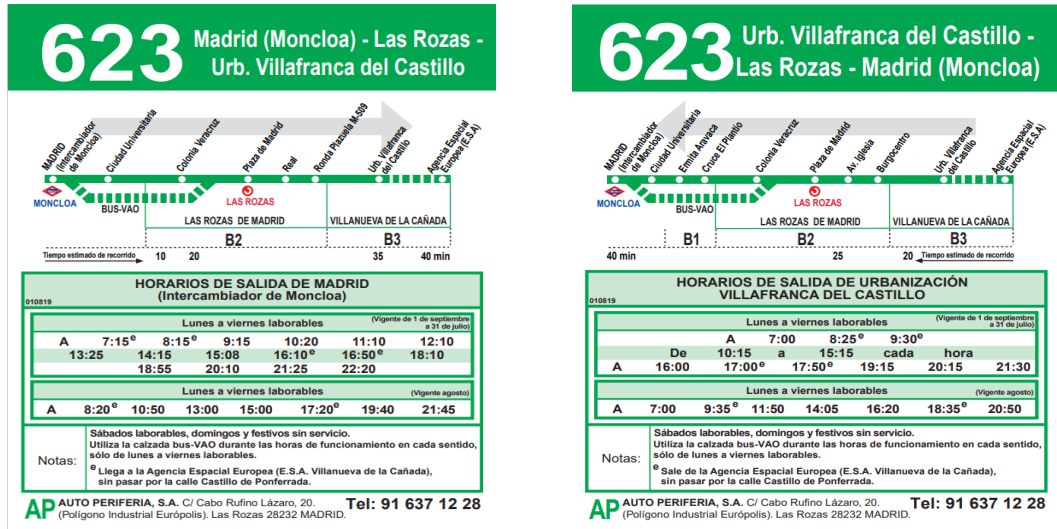 623
Madrid (Moncloa) - Las Rozas -
Urb. Villafranca del Castillo
MADRID
(Intercambiador
de Moncloa)
Ciudad Universitaria
Colonia Veracruz
Plaza de Madrid
Real
Ronda Plazuela M-509
Urb. Villafranca
del Castillo
Agencia Espacial
Europea (E.S.A)
MONCLOA
BUS-VAO
LAS ROZAS
LAS ROZAS DE MADRID
VILLANUEVA DE LA CAÑADA
B2
B3
Tiempo estimado de recorrido 10 20 35 40 min
HORARIOS DE SALIDA DE MADRID
(Intercambiador de Moncloa)
010819
Lunes a viernes laborables
(Vigente de 1 de septiembre
a 31 de julio)
A 7:15e 8:15e 9:15 10:20 11:10 12:10
13:25 14:15 15:08 16:10e 16:50e 18:10
18:55 20:10 21:25 22:20
Lunes a viernes laborables (Vigente agosto)
A 8:20e 10:50 13:00 15:00 17:20e 19:40 21:45
Notas:
Sábados laborables, domingos y festivos sin servicio.
Utiliza la calzada bus-VAO durante las horas de funcionamiento en cada sentido,
sólo de lunes a viernes laborables.
e Llega a la Agencia Espacial Europea (E.S.A. Villanueva de la Cañada),
sin pasar por la calle Castillo de Ponferrada.
AP AUTO PERIFERIA, S.A. C/ Cabo Rufino Lázaro, 20. Tel: 91 637 12 28
(Polígono Industrial Európolis). Las Rozas 28232 MADRID.
623
Urb. Villafranca del Castillo -
Las Rozas - Madrid (Moncloa)
MADRID
(Intercambiador
de Moncloa)
Ciudad Universitaria
Ermita Aravaca
Cruce El Plantío
Colonia Veracruz
Plaza de Madrid
Av. Iglesia
Burgocentro
Urb. Villafranca
del Castillo
Agencia Espacial
Europea (E.S.A)
MONCLOA
BUS-VAO
LAS ROZAS
LAS ROZAS DE MADRID
VILLANUEVA DE LA CAÑADA
B1
B2
B3
40 min 25 20 Tiempo estimado de recorrido
HORARIOS DE SALIDA DE URBANIZACIÓN
VILLAFRANCA DEL CASTILLO
010819
Lunes a viernes laborables
(Vigente de 1 de septiembre
a 31 de julio)
A 7:00 8:25e 9:30e
De 10:15 a 15:15 cada hora
A 16:00 17:00e 17:50e 19:15 20:15 21:30
Lunes a viernes laborables (Vigente agosto)
A 7:00 9:35e 11:50 14:05 16:20 18:35e 20:50
Notas:
Sábados laborables, domingos y festivos sin servicio.
Utiliza la calzada bus-VAO durante las horas de funcionamiento en cada sentido,
sólo de lunes a viernes laborables.
e Sale de la Agencia Espacial Europea (E.S.A. Villanueva de la Cañada),
sin pasar por la calle Castillo de Ponferrada.
AP AUTO PERIFERIA, S.A. C/ Cabo Rufino Lázaro, 20. Tel: 91 637 12 28
(Polígono Industrial Európolis). Las Rozas 28232 MADRID.